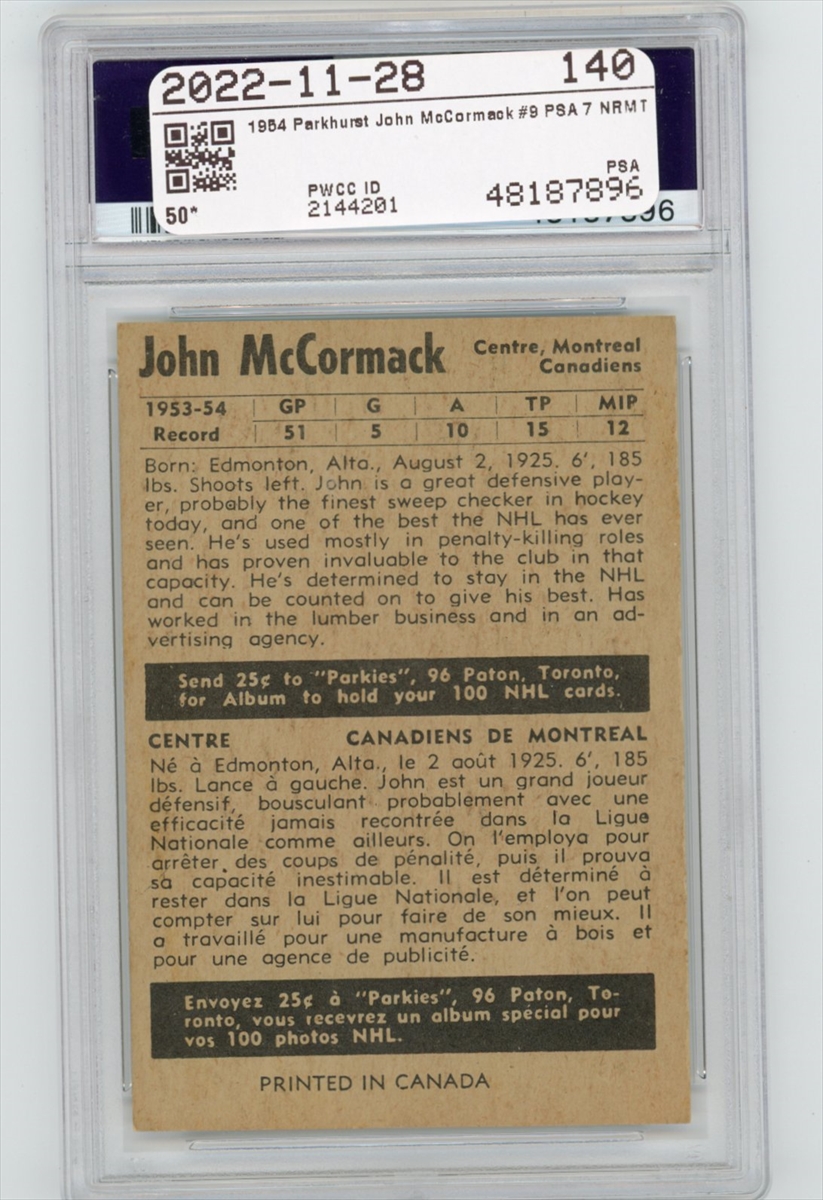 2022-11-28 140
1954 Parkhurst John McCormack #9 PSA 7 NRMT
PWCC ID PSA
50* 2144201 48187896
John McCormack Centre, Montreal
Canadiens
1953-54 GP G A TP MIP
Record 51 5 10 15 12
Born: Edmonton, Alta., August 2, 1925. 6', 185
lbs. Shoots left. John is a great defensive play-
er, probably the finest sweep checker in hockey
today, and one of the best the NHL has ever
seen. He's used mostly in penalty-killing roles
and has proven invaluable to the club in that
capacity. He's determined to stay in the NHL
and can be counted on to give his best. Has
worked in the lumber business and in an ad-
vertising agency.
Send 25¢ to "Parkies", 96 Paton, Toronto,
for Album to hold your 100 NHL cards.
CENTRE CANADIENS DE MONTREAL
Né à Edmonton, Alta., le 2 août 1925. 6', 185
lbs. Lance à gauche. John est un grand joueur
défensif, bousculant probablement avec une
efficacité jamais recontrée dans la Ligue
Nationale comme ailleurs. On l'employa pour
arrêter des coups de pénalité, puis il prouva
sa capacité inestimable. Il est déterminé à
rester dans la Ligue Nationale, et l'on peut
compter sur lui pour faire de son mieux. Il
a travaillé pour une manufacture à bois et
pour une agence de publicité.
Envoyez 25¢ à "Parkies", 96 Paton, To-
ronto, vous recevrez un album spécial pour
vos 100 photos NHL.
PRINTED IN CANADA